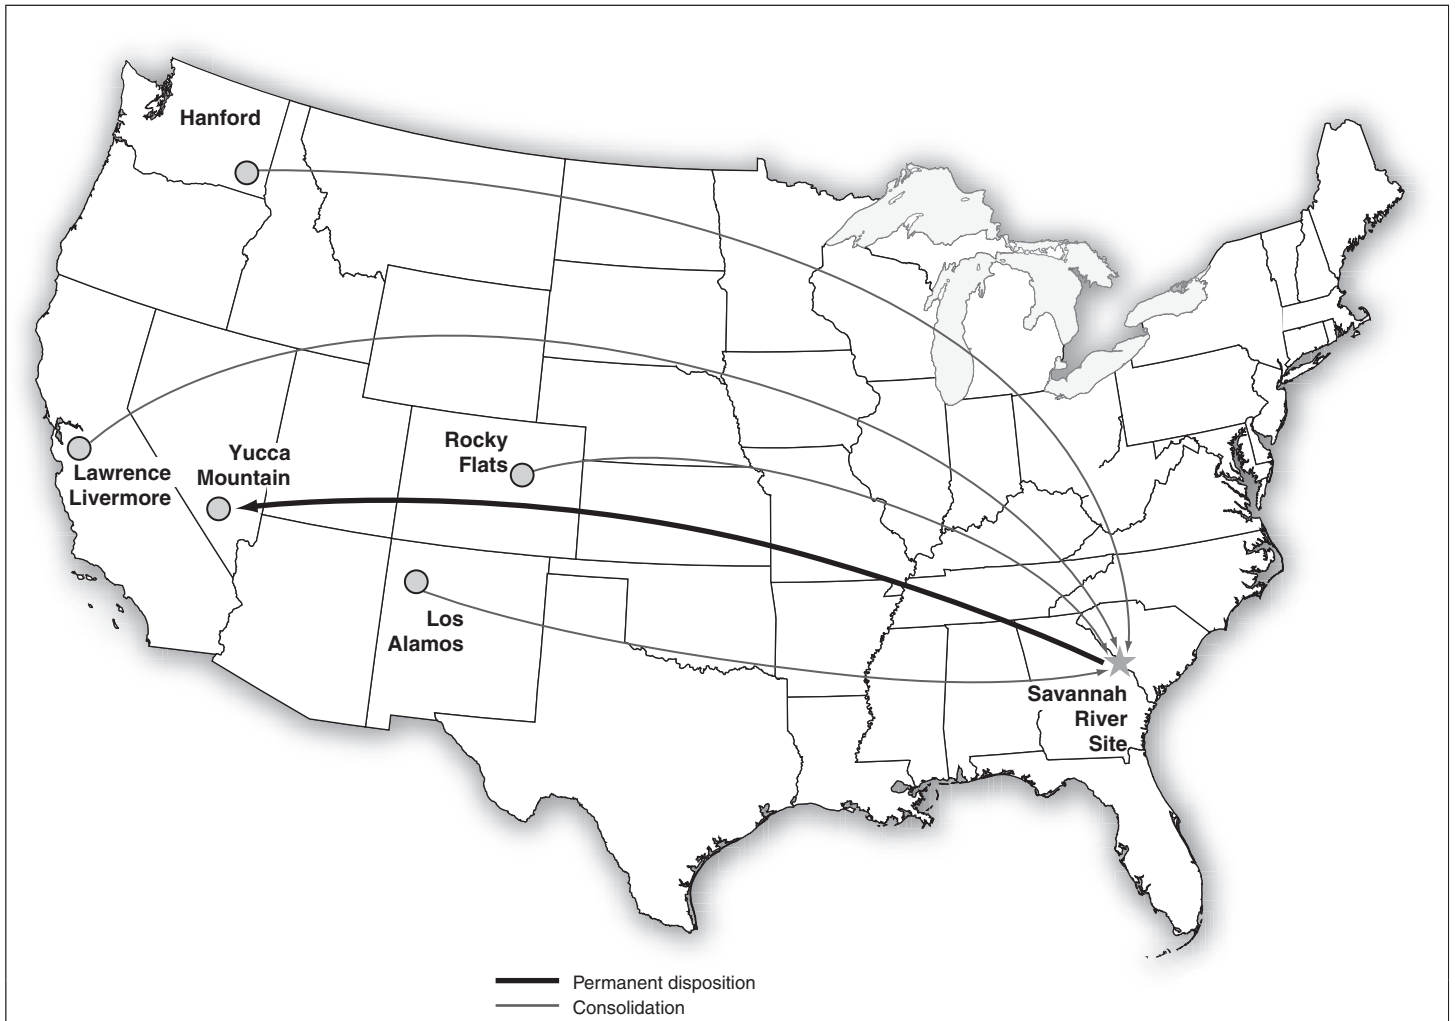 Hanford
Rocky
Flats
Yucca
Mountain
Lawrence
Livermore
Los
Alamos
Savannah
River
Site
Permanent disposition
Consolidation